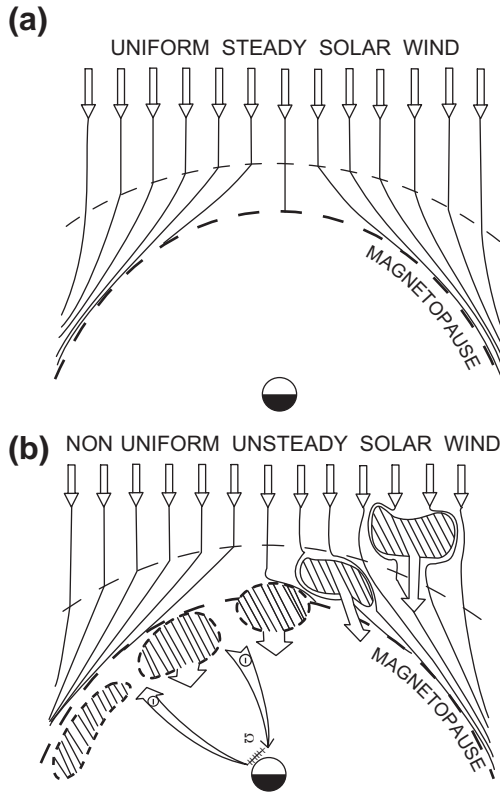 (a)
UNIFORM STEADY SOLAR WIND
MAGNETOPAUSE
(b) NON UNIFORM UNSTEADY SOLAR WIND
MAGNETOPAUSE
Ω